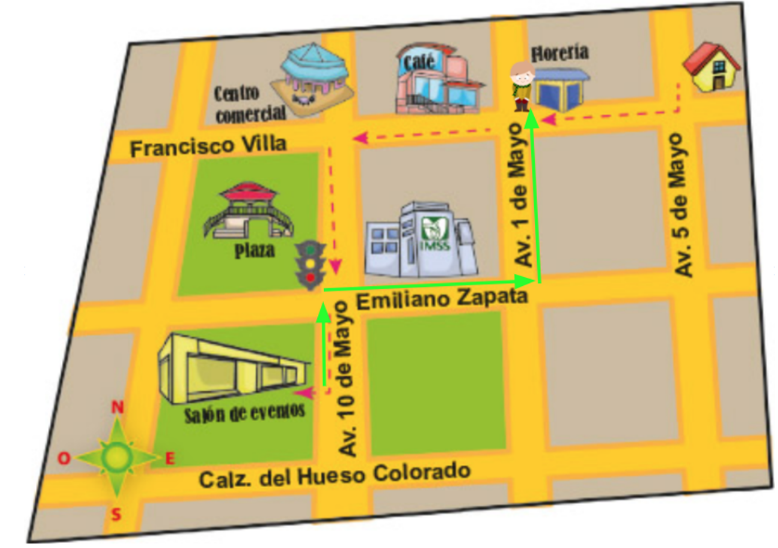 Florería
Café
Centro
comercial
Francisco Villa
Av. 1 de Mayo
Av. 5 de Mayo
Plaza
IMSS
Emiliano Zapata
Av. 10 de Mayo
Salón de eventos
N
O
E
S
Calz. del Hueso Colorado